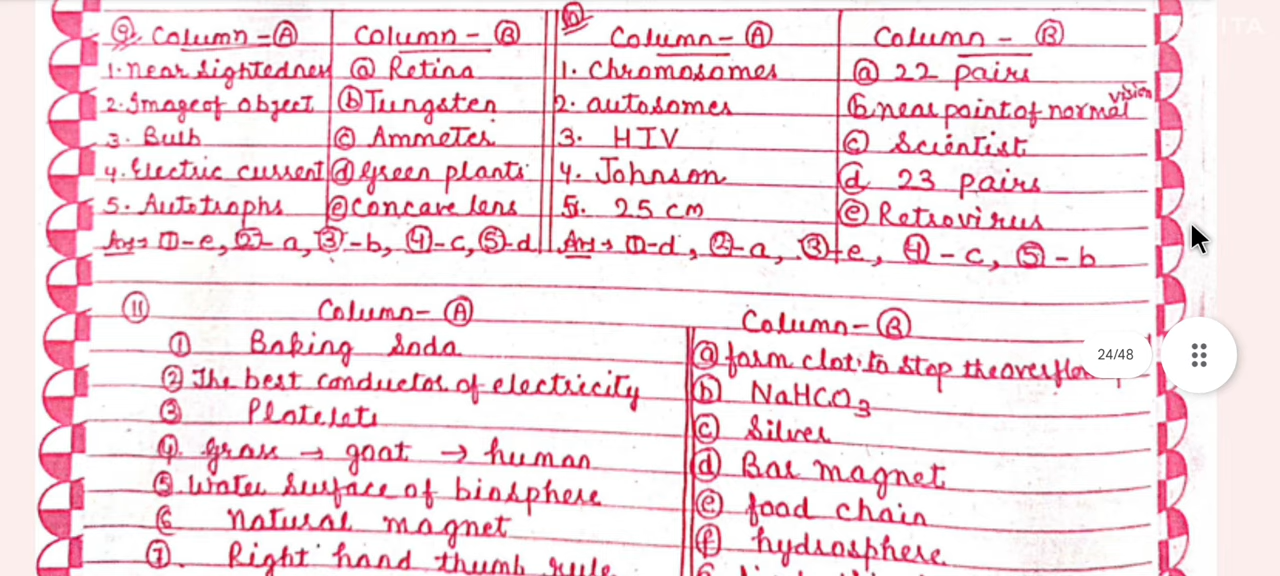 9. Column-Ⓐ Column-Ⓑ
1. near sightedness ⓐ Retina
2. Image of object ⓑ Tungsten
3. Bulb ⓒ Ammeter
4. Electric current ⓓ green plants
5. Autotrophs ⓔ concave lens
Ans→ ①-e, ②-a, ③-b, ④-c, ⑤-d
Column-Ⓐ Column-Ⓑ
1. Chromosomes ⓐ 22 pairs
2. autosomes ⓑ near point of normal vision
3. HIV ⓒ Scientist
4. Johnson ⓓ 23 pairs
5. 25 cm ⓔ Retrovirus
Ans→ ①-d, ②-a, ③-e, ④-c, ⑤-b
⑪ Column-Ⓐ Column-Ⓑ
① Baking Soda ⓐ form clot to stop the
② The best conductor of electricity ⓑ NaHCO₃
③ Platelets ⓒ Silver
④ grass → goat → human ⓓ Bar magnet
⑤ Water surface of biosphere ⓔ food chain
⑥ natural magnet ⓕ hydrosphere
⑦ Right hand thumb rule
24/48